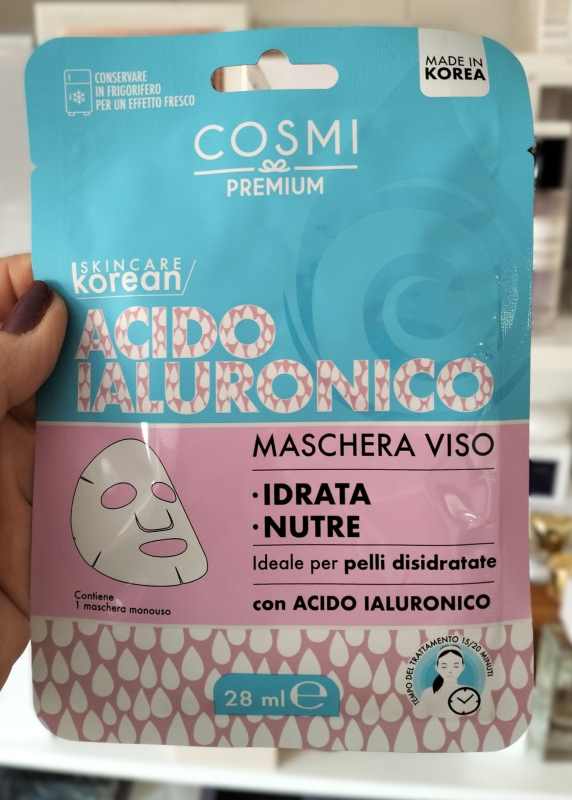 CONSERVARE
IN FRIGORIFERO
PER UN EFFETTO FRESCO
MADE IN
KOREA
COSMI
PREMIUM
SKINCARE
korean
ACIDO
IALURONICO
MASCHERA VISO
· IDRATA
· NUTRE
Ideale per pelli disidratate
con ACIDO IALURONICO
Contiene
1 maschera monouso
TEMPO DEL TRATTAMENTO 15/20 MINUTI
28 ml ℮